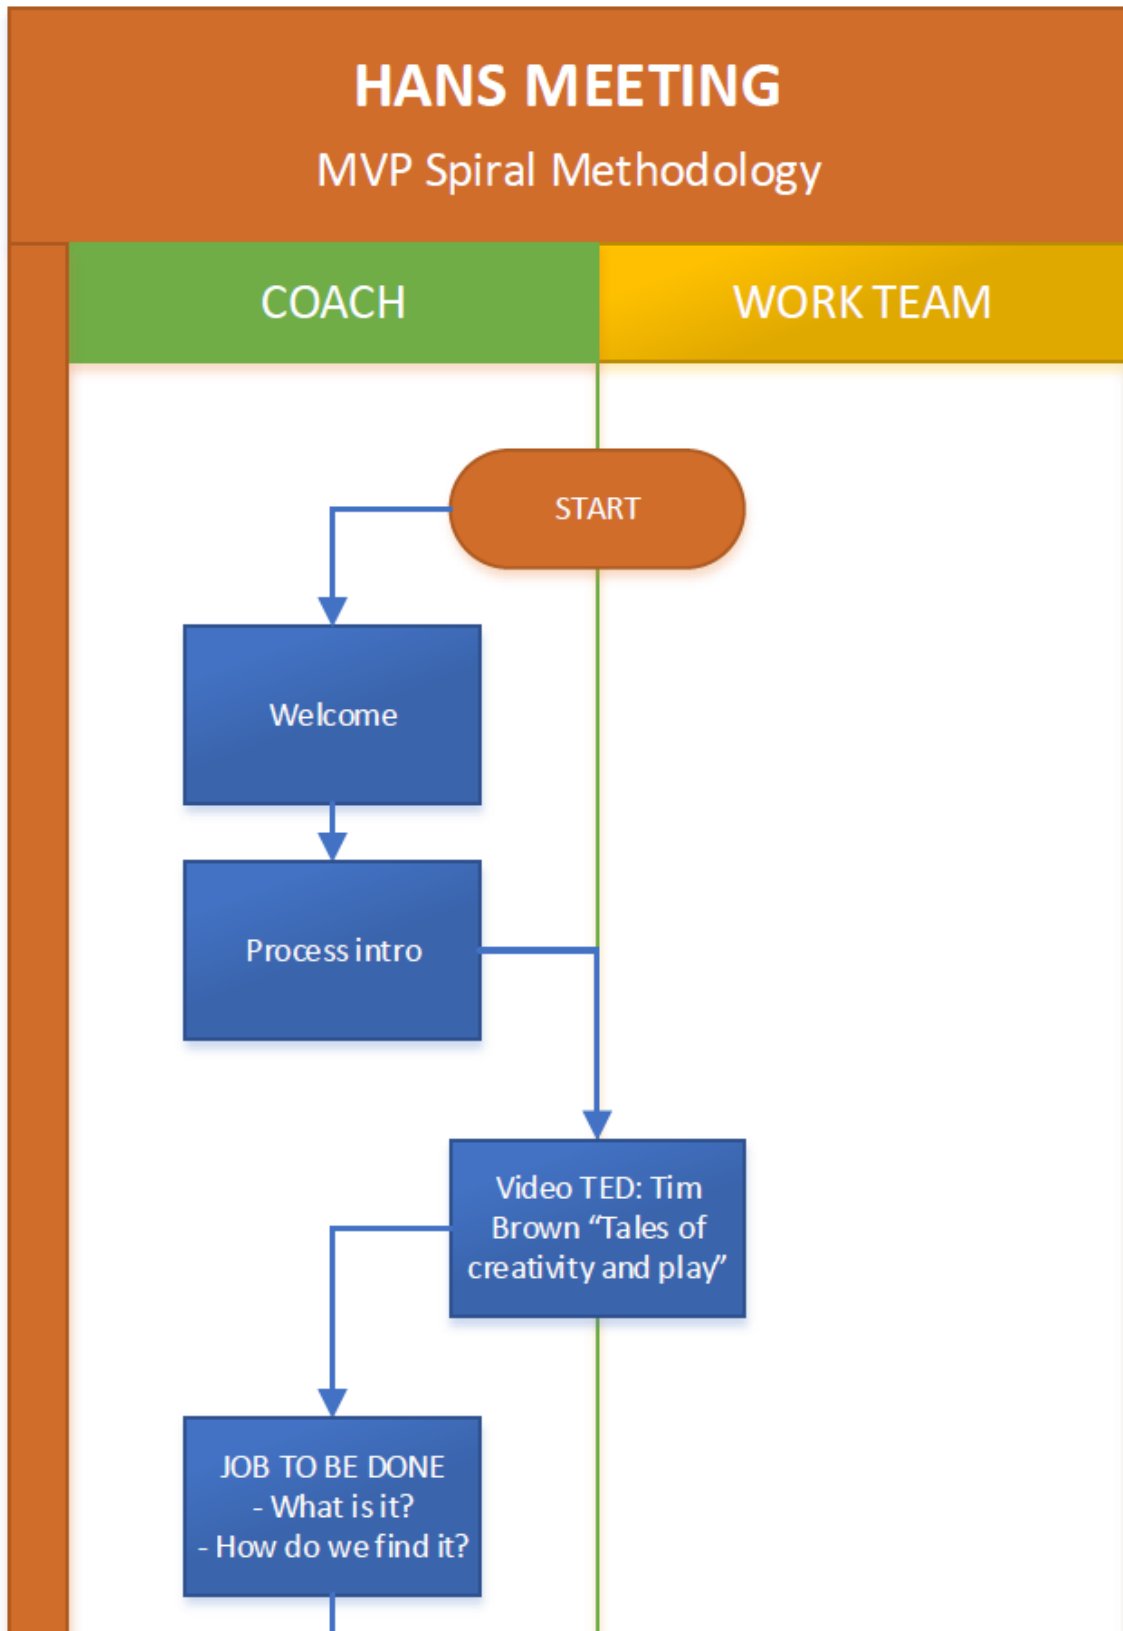 HANS MEETING
MVP Spiral Methodology
COACH
WORK TEAM
START
Welcome
Process intro
Video TED: Tim
Brown “Tales of
creativity and play”
JOB TO BE DONE
- What is it?
- How do we find it?